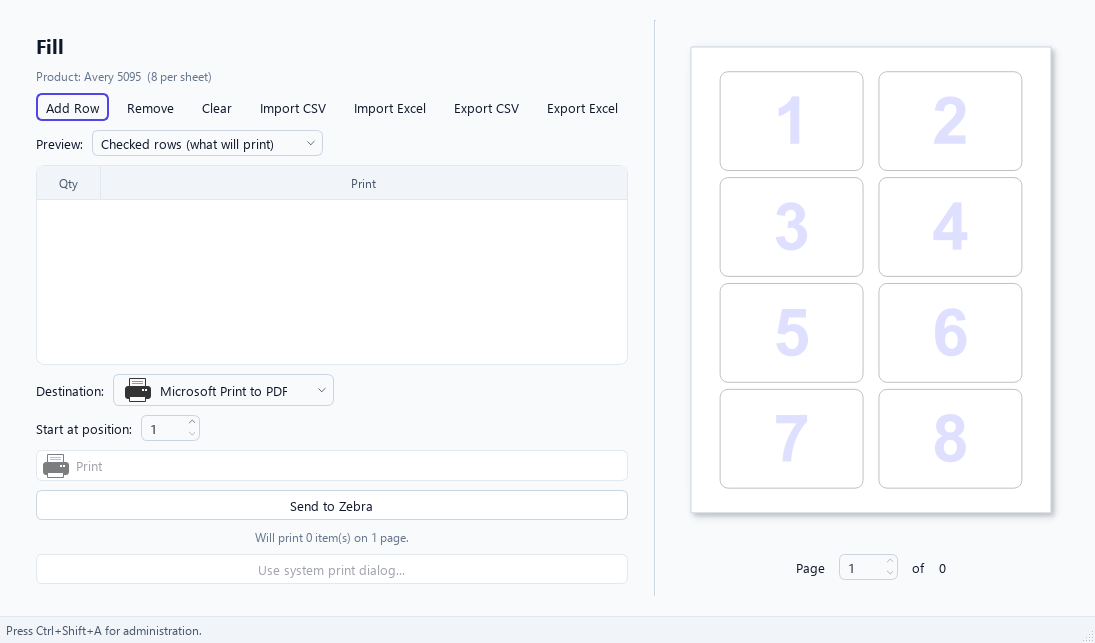 Fill
Product: Avery 5095 (8 per sheet)
Add Row Remove Clear Import CSV Import Excel Export CSV Export Excel
Preview: Checked rows (what will print)
Qty Print
Destination: Microsoft Print to PDF
Start at position: 1
Print
Send to Zebra
Will print 0 item(s) on 1 page.
Use system print dialog...
1 2
3 4
5 6
7 8
Page 1 of 0
Press Ctrl+Shift+A for administration.